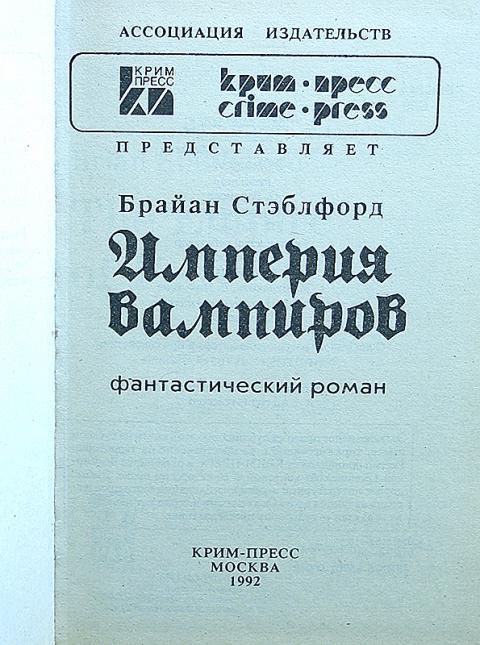 АССОЦИАЦИЯ ИЗДАТЕЛЬСТВ
КРИМ
ПРЕСС
крим·пресс
crime·press
ПРЕДСТАВЛЯЕТ
Брайан Стэблфорд
Империя
вампиров
фантастический роман
КРИМ-ПРЕСС
МОСКВА
1992